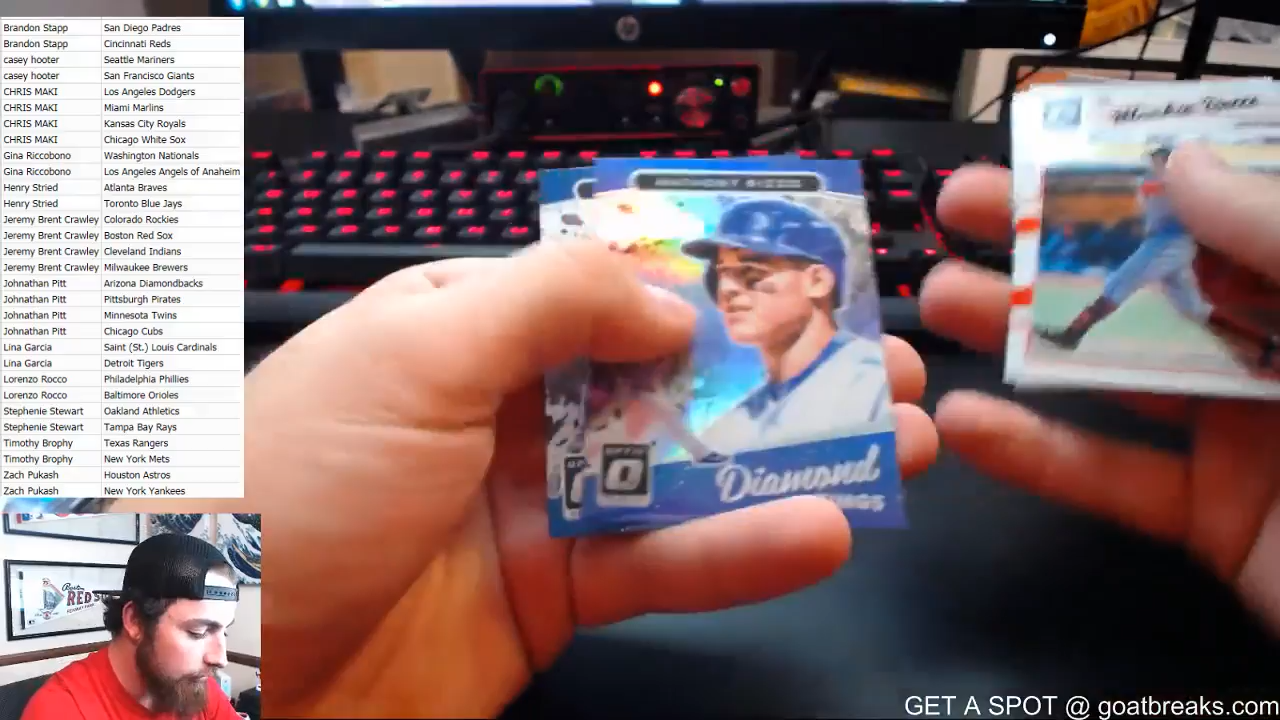 Brandon Stapp San Diego Padres
Brandon Stapp Cincinnati Reds
casey hooter Seattle Mariners
casey hooter San Francisco Giants
CHRIS MAKI Los Angeles Dodgers
CHRIS MAKI Miami Marlins
CHRIS MAKI Kansas City Royals
CHRIS MAKI Chicago White Sox
Gina Riccobono Washington Nationals
Gina Riccobono Los Angeles Angels of Anaheim
Henry Stried Atlanta Braves
Henry Stried Toronto Blue Jays
Jeremy Brent Crawley Colorado Rockies
Jeremy Brent Crawley Boston Red Sox
Jeremy Brent Crawley Cleveland Indians
Jeremy Brent Crawley Milwaukee Brewers
Johnathan Pitt Arizona Diamondbacks
Johnathan Pitt Pittsburgh Pirates
Johnathan Pitt Minnesota Twins
Johnathan Pitt Chicago Cubs
Lina Garcia Saint (St.) Louis Cardinals
Lina Garcia Detroit Tigers
Lorenzo Rocco Philadelphia Phillies
Lorenzo Rocco Baltimore Orioles
Stephenie Stewart Oakland Athletics
Stephenie Stewart Tampa Bay Rays
Timothy Brophy Texas Rangers
Timothy Brophy New York Mets
Zach Pukash Houston Astros
Zach Pukash New York Yankees
ANTHONY RIZZO
Diamond
GET A SPOT @ goatbreaks.com